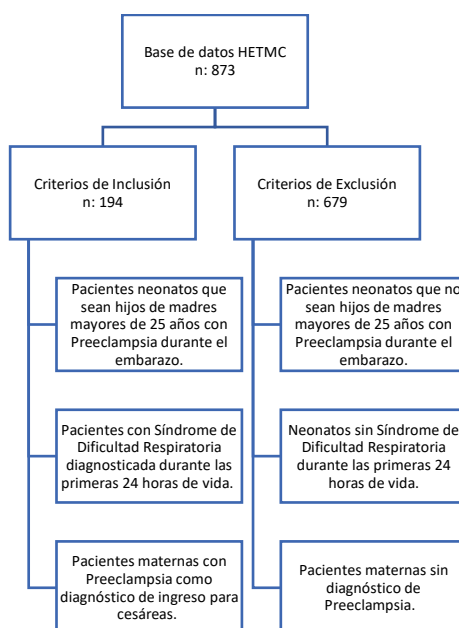 Base de datos HETMC
n: 873
Criterios de Inclusión
n: 194
Criterios de Exclusión
n: 679
Pacientes neonatos que
sean hijos de madres
mayores de 25 años con
Preeclampsia durante el
embarazo.
Pacientes neonatos que no
sean hijos de madres
mayores de 25 años con
Preeclampsia durante el
embarazo.
Pacientes con Síndrome de
Dificultad Respiratoria
diagnosticada durante las
primeras 24 horas de vida.
Neonatos sin Síndrome de
Dificultad Respiratoria
durante las primeras 24
horas de vida.
Pacientes maternas con
Preeclampsia como
diagnóstico de ingreso para
cesáreas.
Pacientes maternas sin
diagnóstico de
Preeclampsia.